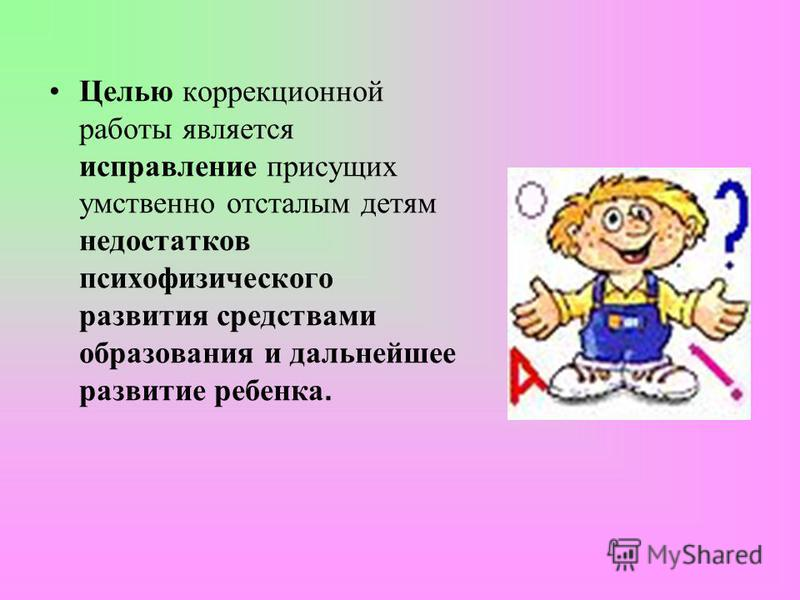 • Целью коррекционной
работы является
исправление присущих
умственно отсталым детям
недостатков
психофизического
развития средствами
образования и дальнейшее
развитие ребенка.
О
?
А
!
MyShared